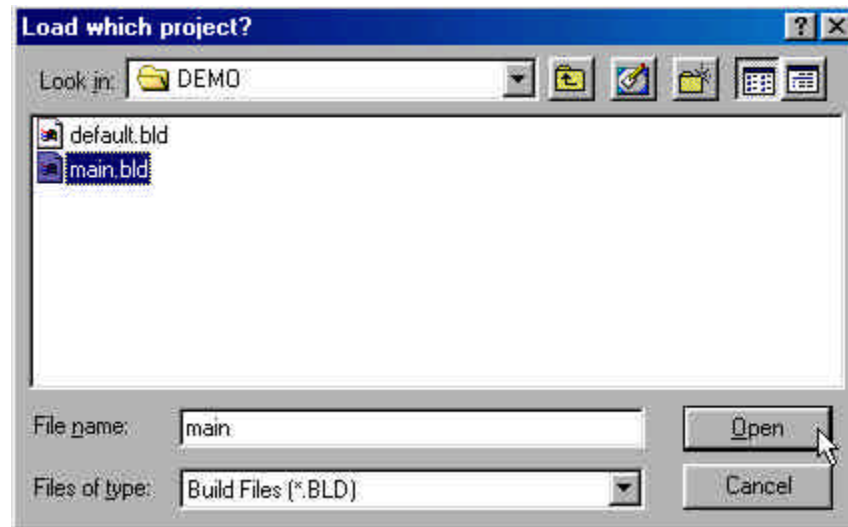 Load which project?
Look in: DEMO
default.bld
main.bld
File name: main Open
Files of type: Build Files (*.BLD) Cancel